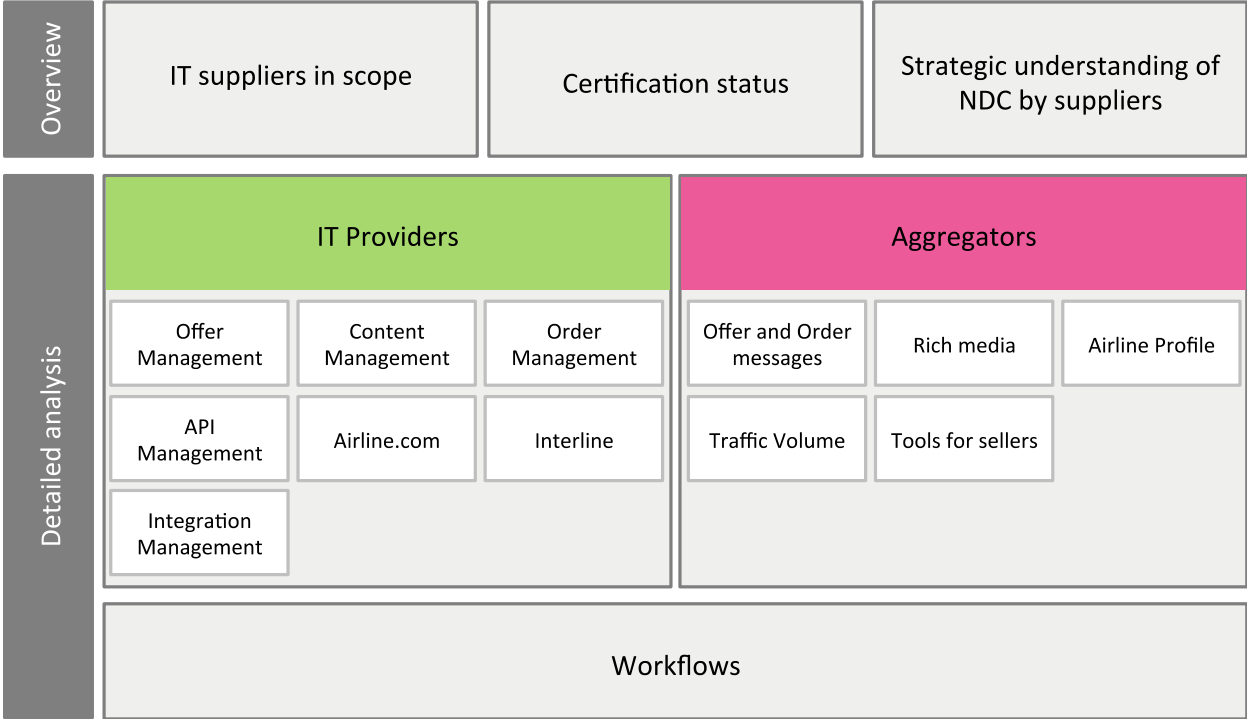 Overview
IT suppliers in scope
Certification status
Strategic understanding of
NDC by suppliers
Detailed analysis
IT Providers
Offer
Management
Content
Management
Order
Management
API
Management
Airline.com
Interline
Integration
Management
Aggregators
Offer and Order
messages
Rich media
Airline Profile
Traffic Volume
Tools for sellers
Workflows